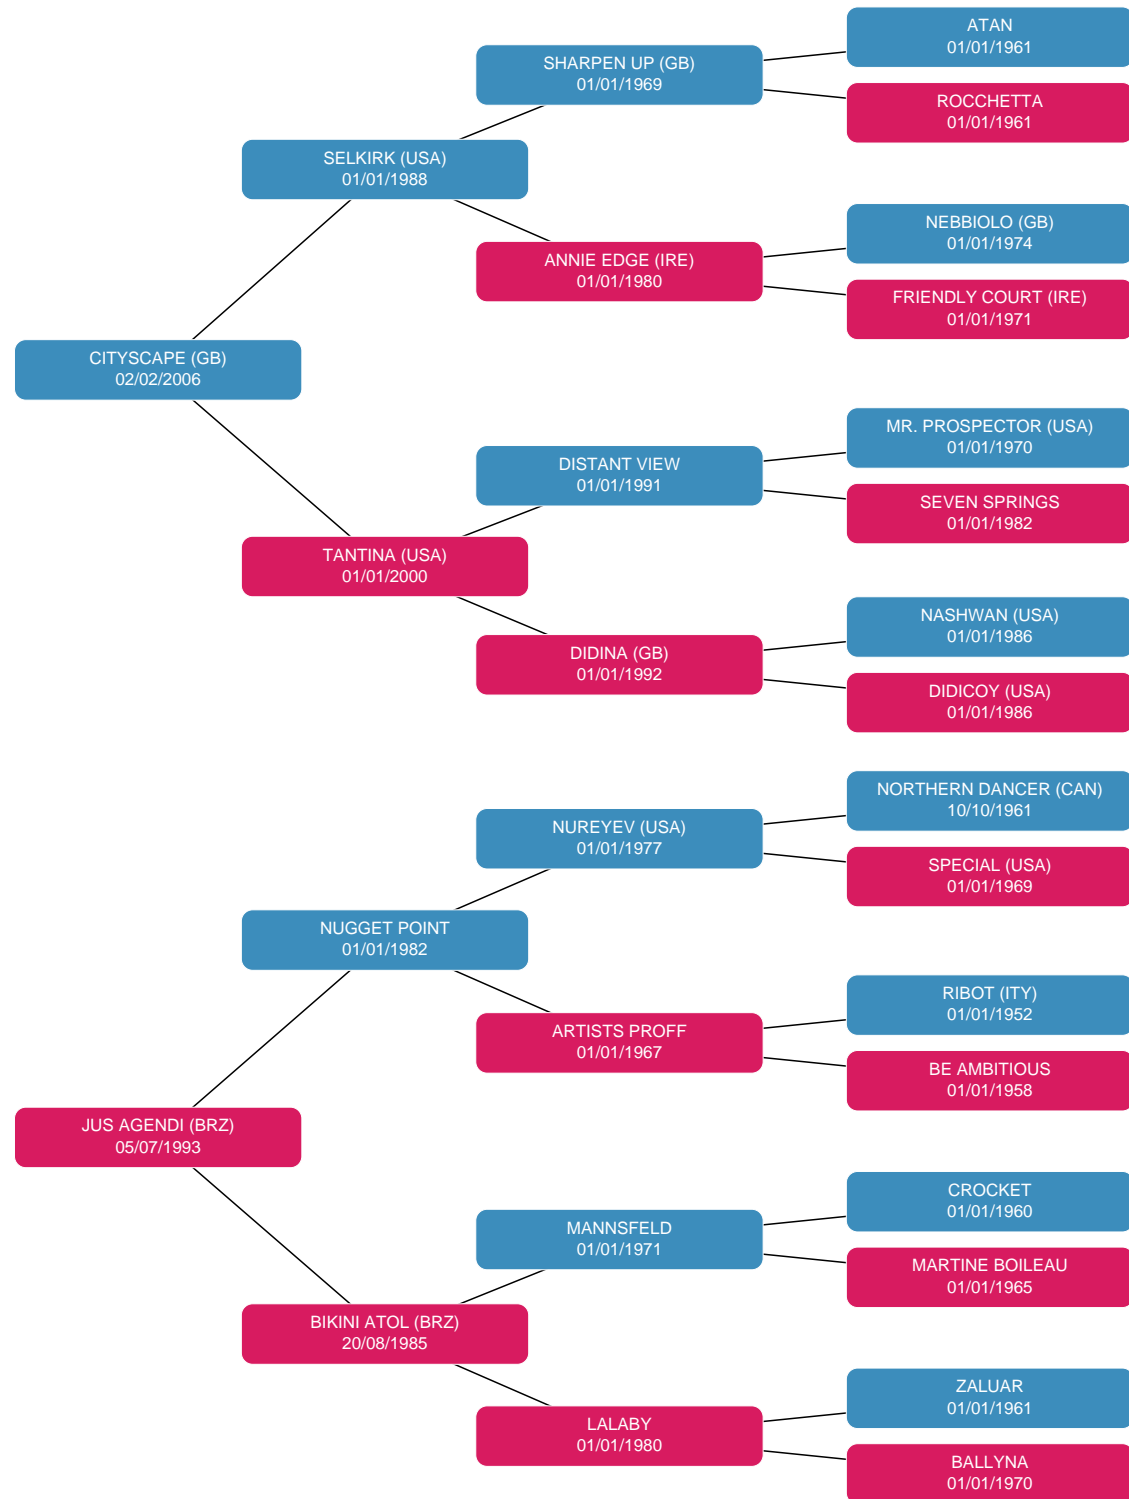 ATAN
01/01/1961
SHARPEN UP (GB)
01/01/1969
ROCCHETTA
01/01/1961
SELKIRK (USA)
01/01/1988
NEBBIOLO (GB)
01/01/1974
ANNIE EDGE (IRE)
01/01/1980
FRIENDLY COURT (IRE)
01/01/1971
CITYSCAPE (GB)
02/02/2006
MR. PROSPECTOR (USA)
01/01/1970
DISTANT VIEW
01/01/1991
SEVEN SPRINGS
01/01/1982
TANTINA (USA)
01/01/2000
NASHWAN (USA)
01/01/1986
DIDINA (GB)
01/01/1992
DIDICOY (USA)
01/01/1986
NORTHERN DANCER (CAN)
10/10/1961
NUREYEV (USA)
01/01/1977
SPECIAL (USA)
01/01/1969
NUGGET POINT
01/01/1982
RIBOT (ITY)
01/01/1952
ARTISTS PROFF
01/01/1967
BE AMBITIOUS
01/01/1958
JUS AGENDI (BRZ)
05/07/1993
CROCKET
01/01/1960
MANNSFELD
01/01/1971
MARTINE BOILEAU
01/01/1965
BIKINI ATOL (BRZ)
20/08/1985
ZALUAR
01/01/1961
LALABY
01/01/1980
BALLYNA
01/01/1970